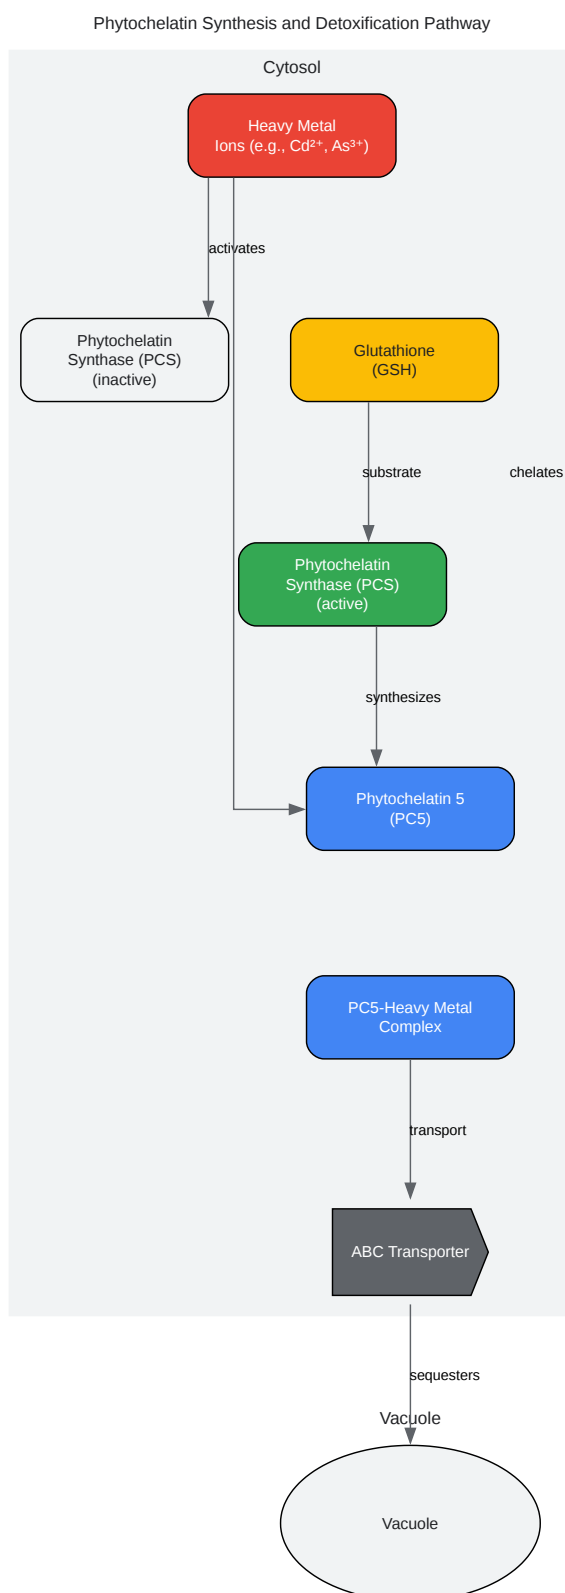 Phytochelatin Synthesis and Detoxification Pathway
Cytosol
Heavy Metal
Ions (e.g., Cd²⁺, As³⁺)
activates
Phytochelatin
Synthase (PCS)
(inactive)
Glutathione
(GSH)
substrate
chelates
Phytochelatin
Synthase (PCS)
(active)
synthesizes
Phytochelatin 5
(PC5)
PC5-Heavy Metal
Complex
transport
ABC Transporter
sequesters
Vacuole
Vacuole